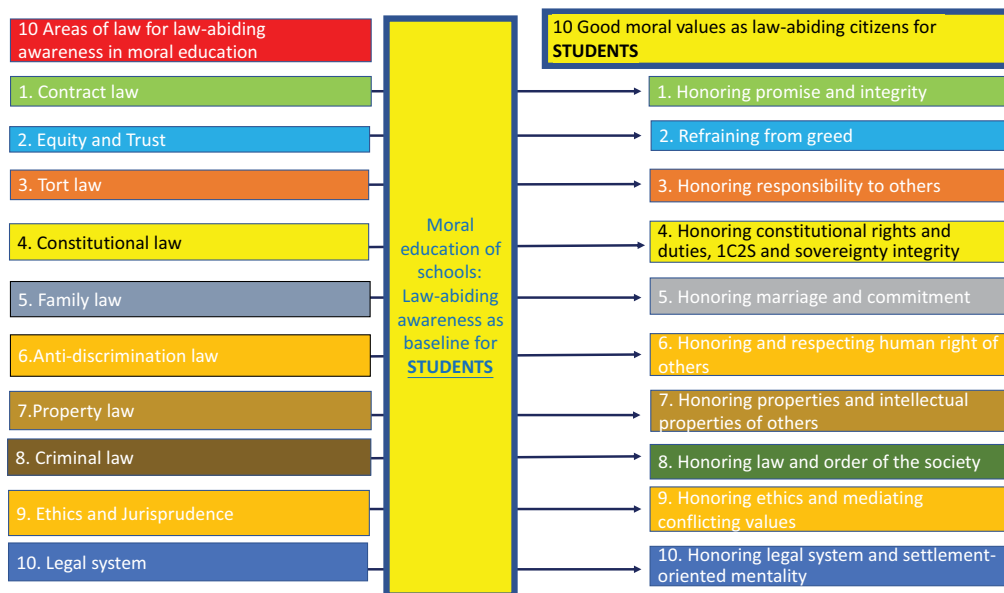 10 Areas of law for law-abiding
awareness in moral education
1. Contract law
2. Equity and Trust
3. Tort law
4. Constitutional law
5. Family law
6.Anti-discrimination law
7.Property law
8. Criminal law
9. Ethics and Jurisprudence
10. Legal system
Moral
education of
schools:
Law-abiding
awareness as
baseline for
STUDENTS
10 Good moral values as law-abiding citizens for
STUDENTS
1. Honoring promise and integrity
2. Refraining from greed
3. Honoring responsibility to others
4. Honoring constitutional rights and
duties, 1C2S and sovereignty integrity
5. Honoring marriage and commitment
6. Honoring and respecting human right of
others
7. Honoring properties and intellectual
properties of others
8. Honoring law and order of the society
9. Honoring ethics and mediating
conflicting values
10. Honoring legal system and settlement-
oriented mentality